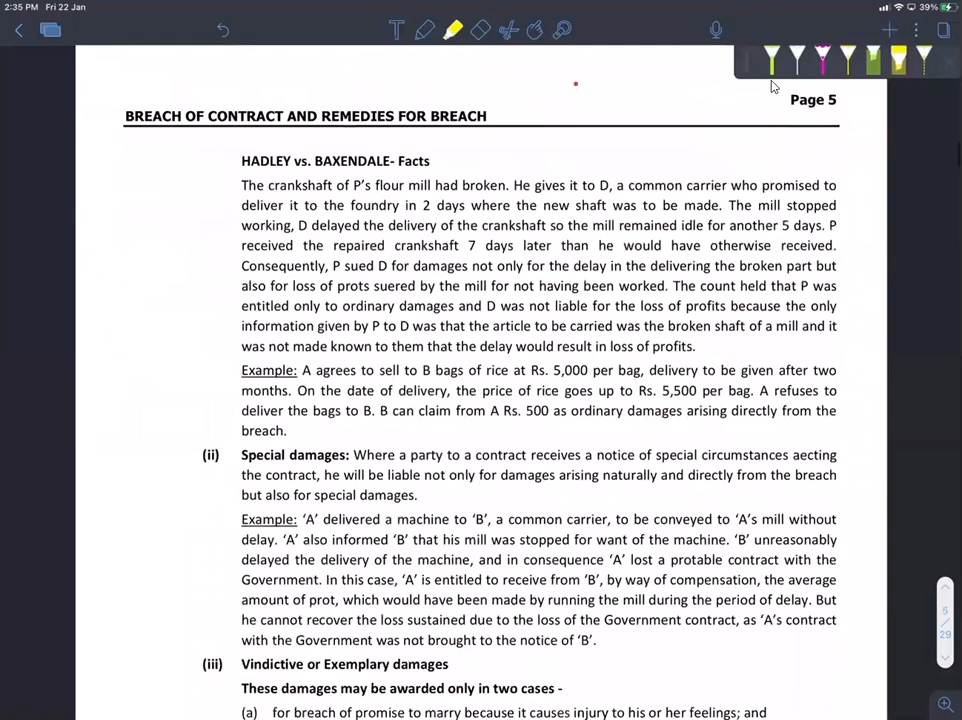 2:35 PM Fri 22 Jan
39%
Page 5
BREACH OF CONTRACT AND REMEDIES FOR BREACH
HADLEY vs. BAXENDALE- Facts
The crankshaft of P's flour mill had broken. He gives it to D, a common carrier who promised to
deliver it to the foundry in 2 days where the new shaft was to be made. The mill stopped
working, D delayed the delivery of the crankshaft so the mill remained idle for another 5 days. P
received the repaired crankshaft 7 days later than he would have otherwise received.
Consequently, P sued D for damages not only for the delay in the delivering the broken part but
also for loss of prots suered by the mill for not having been worked. The count held that P was
entitled only to ordinary damages and D was not liable for the loss of profits because the only
information given by P to D was that the article to be carried was the broken shaft of a mill and it
was not made known to them that the delay would result in loss of profits.
Example: A agrees to sell to B bags of rice at Rs. 5,000 per bag, delivery to be given after two
months. On the date of delivery, the price of rice goes up to Rs. 5,500 per bag. A refuses to
deliver the bags to B. B can claim from A Rs. 500 as ordinary damages arising directly from the
breach.
(ii) Special damages: Where a party to a contract receives a notice of special circumstances aecting
the contract, he will be liable not only for damages arising naturally and directly from the breach
but also for special damages.
Example: 'A' delivered a machine to 'B', a common carrier, to be conveyed to 'A's mill without
delay. 'A' also informed 'B' that his mill was stopped for want of the machine. 'B' unreasonably
delayed the delivery of the machine, and in consequence 'A' lost a protable contract with the
Government. In this case, 'A' is entitled to receive from 'B', by way of compensation, the average
amount of prot, which would have been made by running the mill during the period of delay. But
he cannot recover the loss sustained due to the loss of the Government contract, as 'A's contract
with the Government was not brought to the notice of 'B'.
(iii) Vindictive or Exemplary damages
These damages may be awarded only in two cases -
(a) for breach of promise to marry because it causes injury to his or her feelings; and
6
/
29